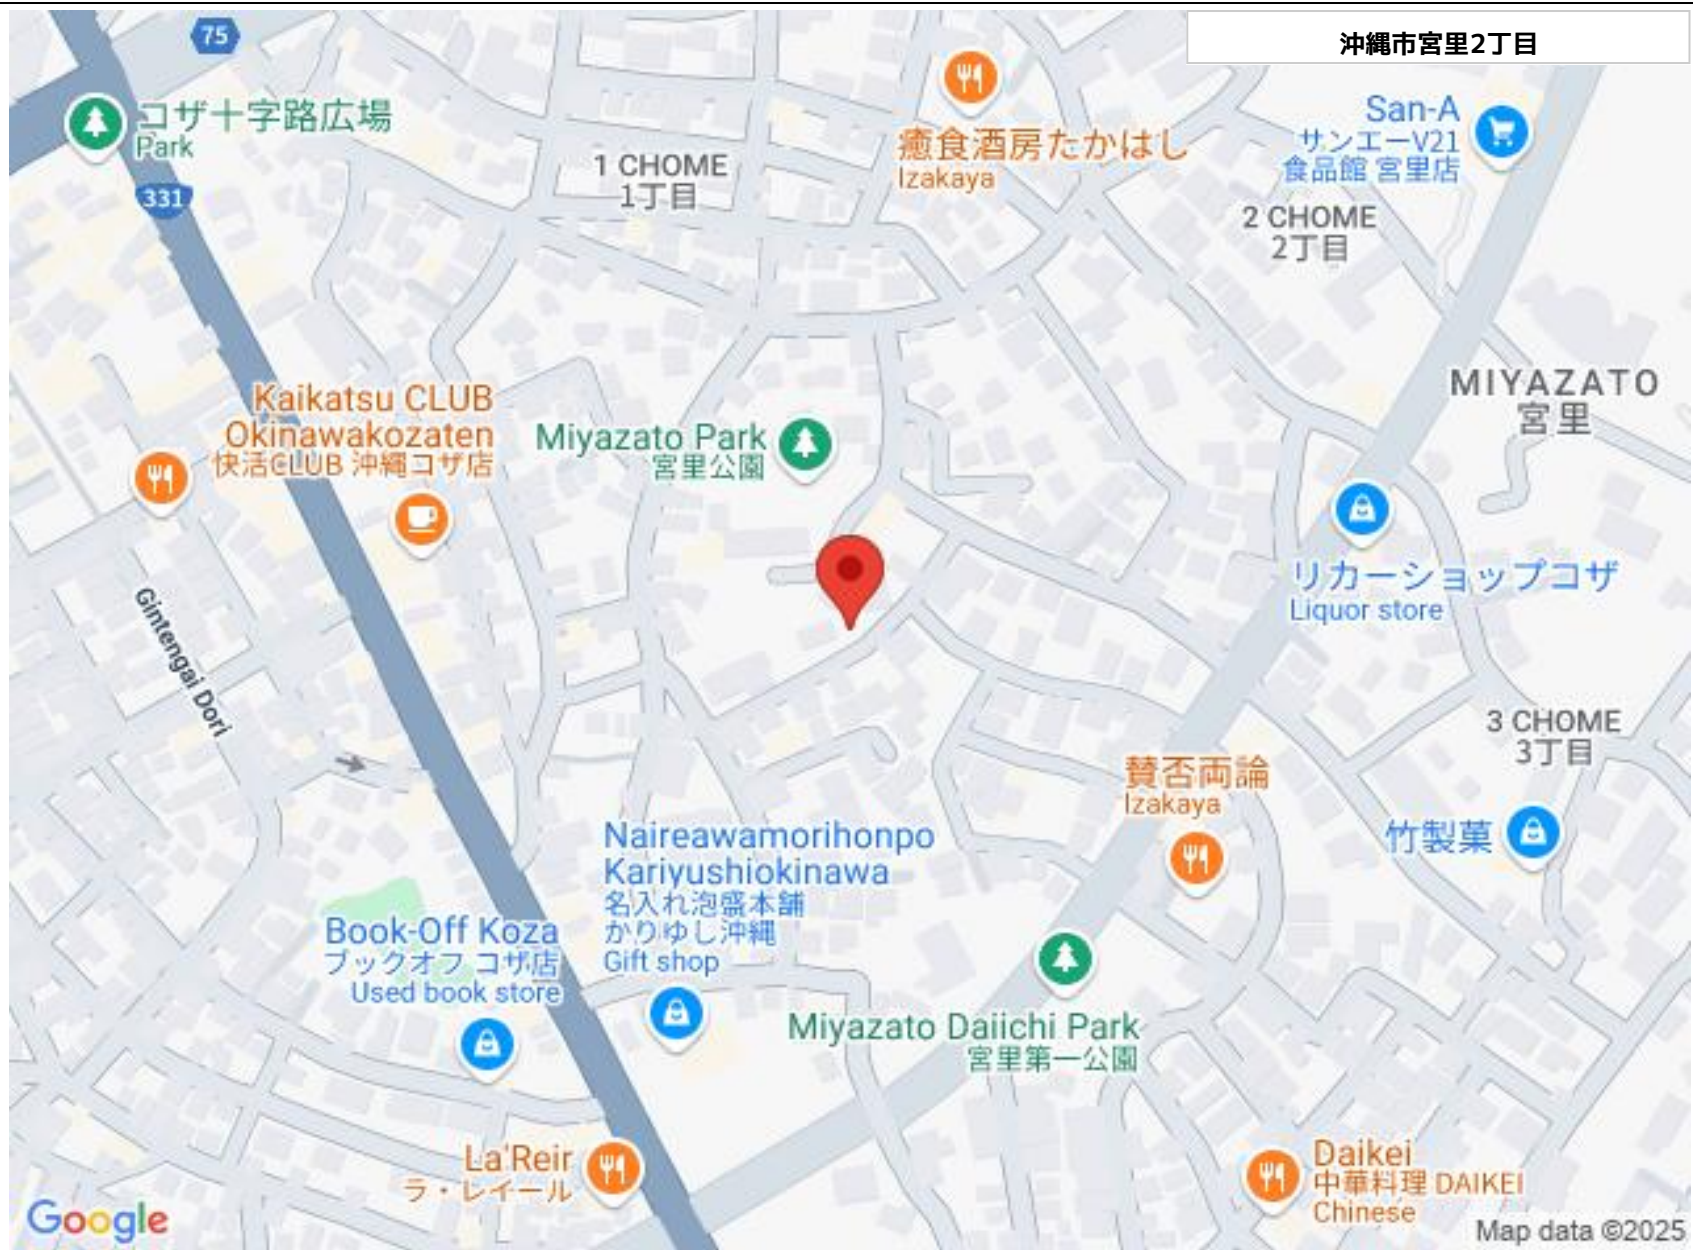 沖縄市宮里2丁目
75
コザ十字路広場
Park
331
1 CHOME
1丁目
癒食酒房たかはし
Izakaya
San-A
サンエーV21
食品館 宮里店
2 CHOME
2丁目
MIYAZATO
宮里
Kaikatsu CLUB
Okinawakozaten
快活CLUB 沖縄コザ店
Miyazato Park
宮里公園
リカーショップコザ
Liquor store
Gintengai Dori
3 CHOME
3丁目
賛否両論
Izakaya
竹製菓
Naireawamorihonpo
Kariyushiokinawa
名入れ泡盛本舗
かりゆし沖縄
Gift shop
Book-Off Koza
ブックオフ コザ店
Used book store
Miyazato Daiichi Park
宮里第一公園
La'Reir
ラ・レイール
Daikei
中華料理 DAIKEI
Chinese
Google
Map data ©2025